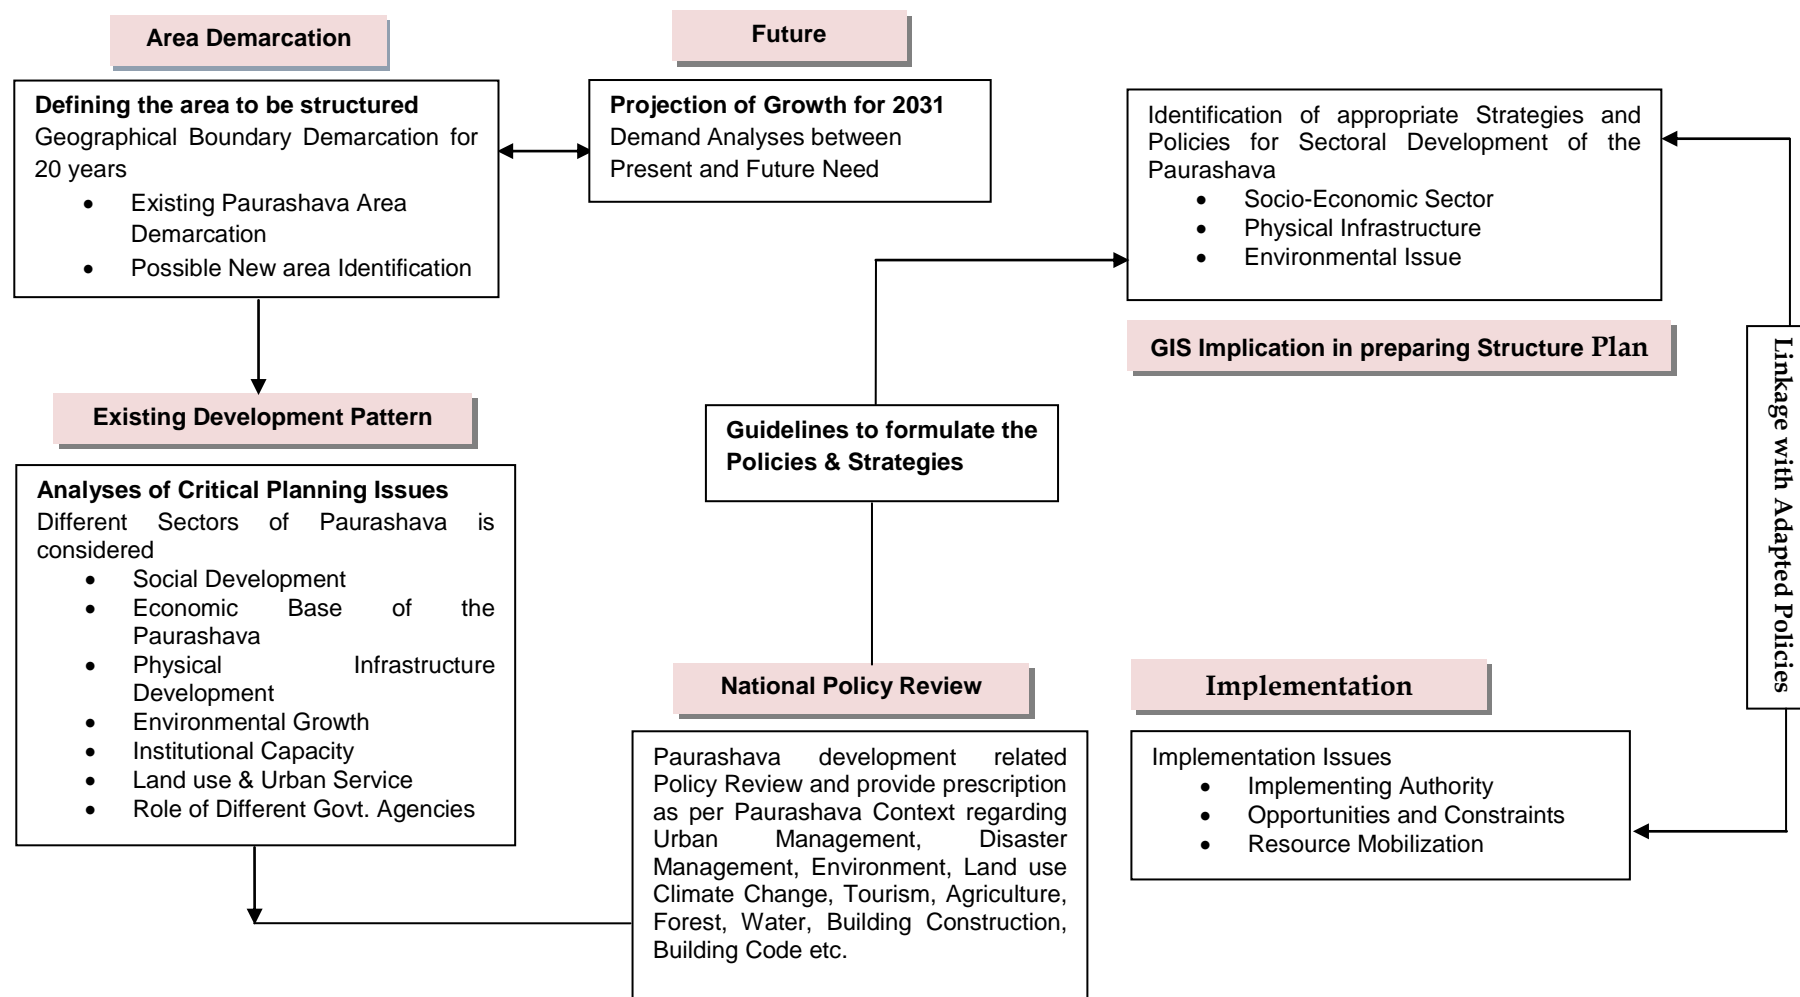 Area Demarcation
Defining the area to be structured
Geographical Boundary Demarcation for
20 years
• Existing Paurashava Area
Demarcation
• Possible New area Identification
Future
Projection of Growth for 2031
Demand Analyses between
Present and Future Need
Identification of appropriate Strategies and
Policies for Sectoral Development of the
Paurashava
• Socio-Economic Sector
• Physical Infrastructure
• Environmental Issue
GIS Implication in preparing Structure Plan
Linkage with Adapted Policies
Existing Development Pattern
Analyses of Critical Planning Issues
Different Sectors of Paurashava is
considered
• Social Development
• Economic Base of the
Paurashava
• Physical Infrastructure
Development
• Environmental Growth
• Institutional Capacity
• Land use & Urban Service
• Role of Different Govt. Agencies
Guidelines to formulate the
Policies & Strategies
National Policy Review
Paurashava development related
Policy Review and provide prescription
as per Paurashava Context regarding
Urban Management, Disaster
Management, Environment, Land use
Climate Change, Tourism, Agriculture,
Forest, Water, Building Construction,
Building Code etc.
Implementation
Implementation Issues
• Implementing Authority
• Opportunities and Constraints
• Resource Mobilization